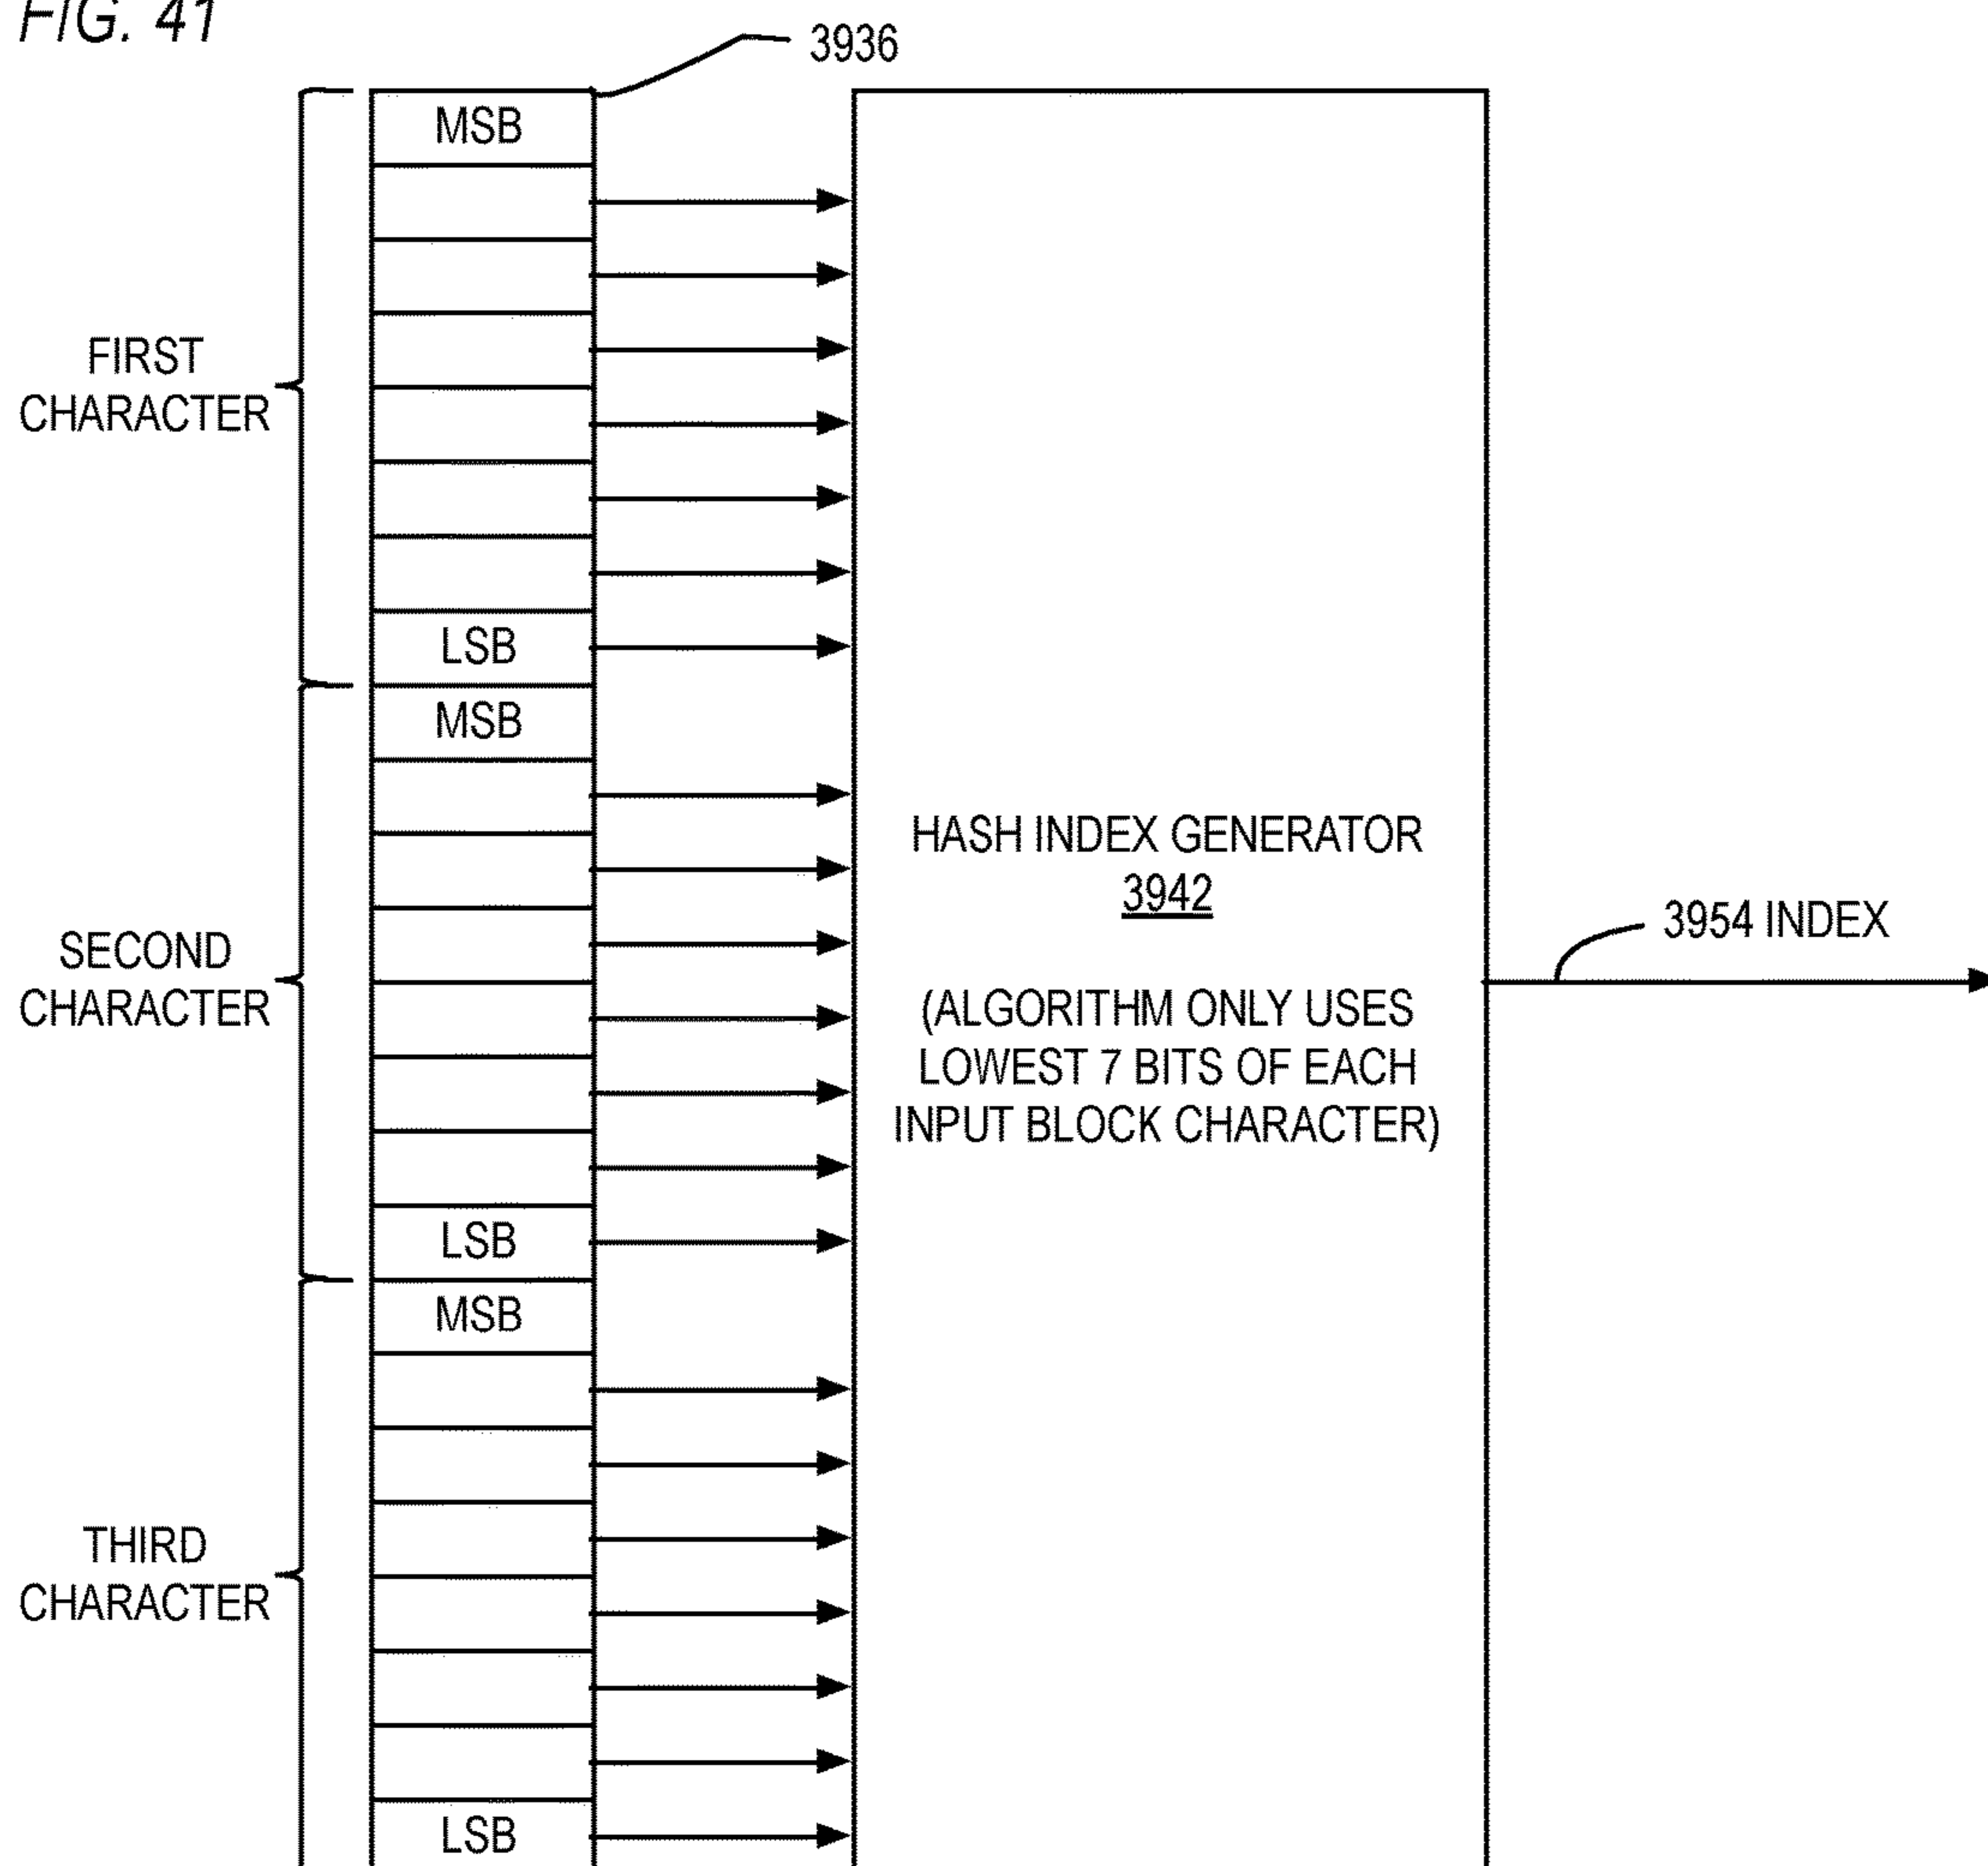 FIG. 41
3936
MSB
FIRST
CHARACTER
LSB
MSB
SECOND
CHARACTER
LSB
MSB
THIRD
CHARACTER
LSB
HASH INDEX GENERATOR
3942
(ALGORITHM ONLY USES
LOWEST 7 BITS OF EACH
INPUT BLOCK CHARACTER)
3954 INDEX